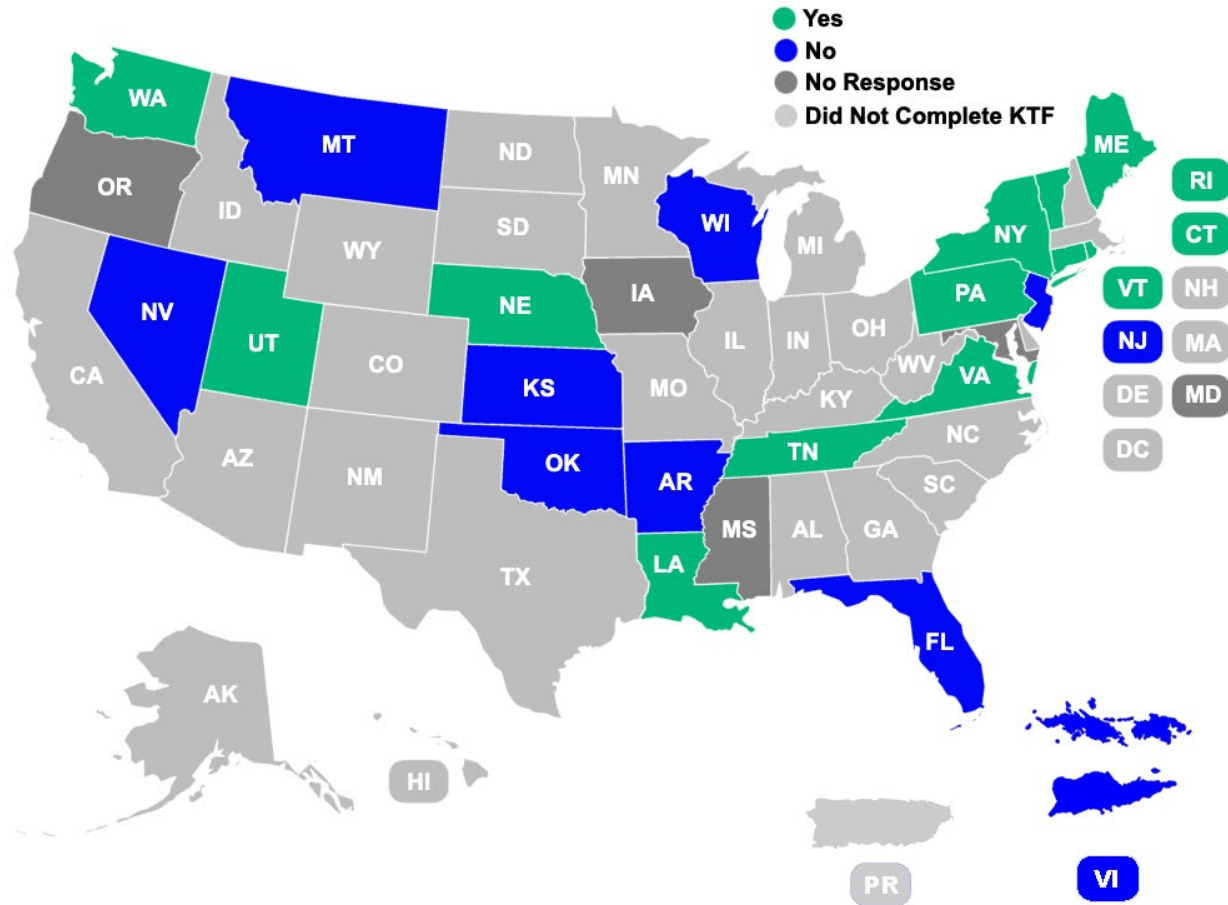 Yes
No
No Response
Did Not Complete KTF
WA
MT
ND
MN
ME
OR
ID
SD
WI
MI
NY
RI
WY
CT
NV
UT
NE
IA
PA
VT
NH
CA
CO
KS
MO
IL
IN
OH
WV
VA
NJ
MA
KY
DE
MD
AZ
NM
OK
AR
TN
NC
DC
TX
LA
MS
AL
GA
SC
FL
AK
HI
PR
VI